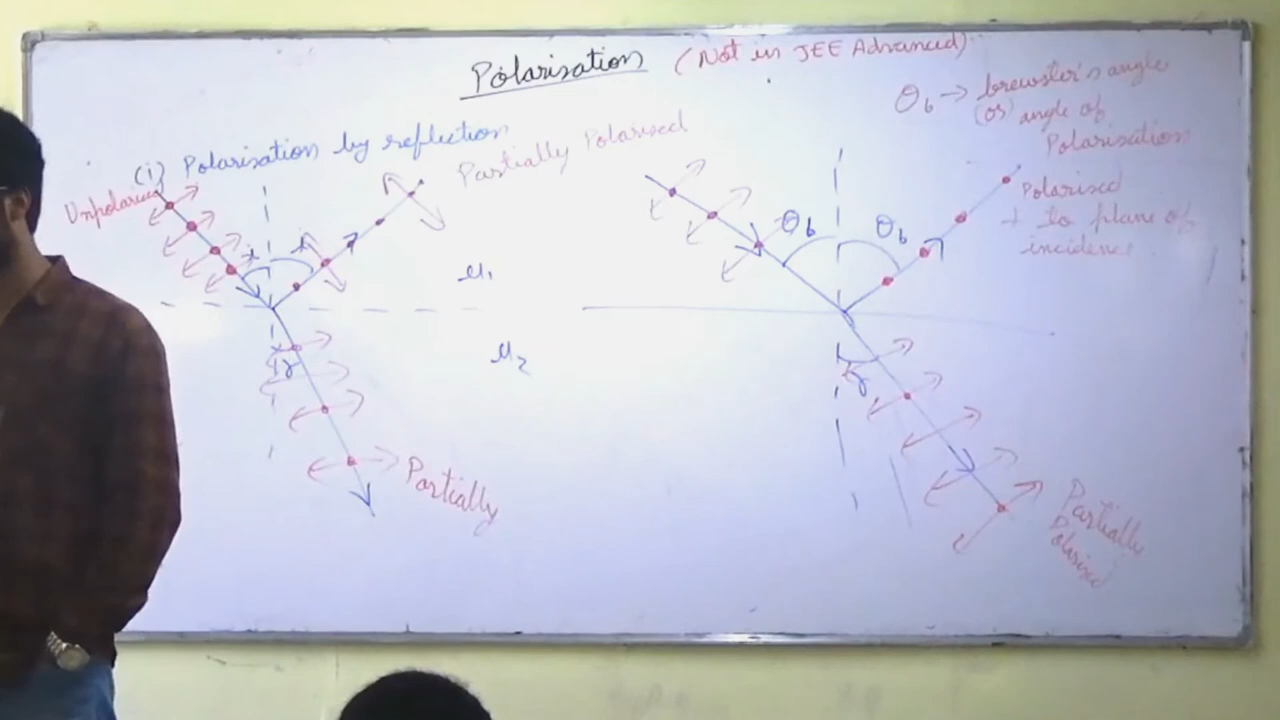 Polarisation (Not in JEE Advanced)
θb → brewster's angle
(or) angle of
Polarisation
(i) Polarisation by reflection
Unpolarised
Partially Polarised
i i
μ1
μ2
r
Partially
θb θb
Polarised
⊥ to plane of
incidence
r
Partially
Polarised